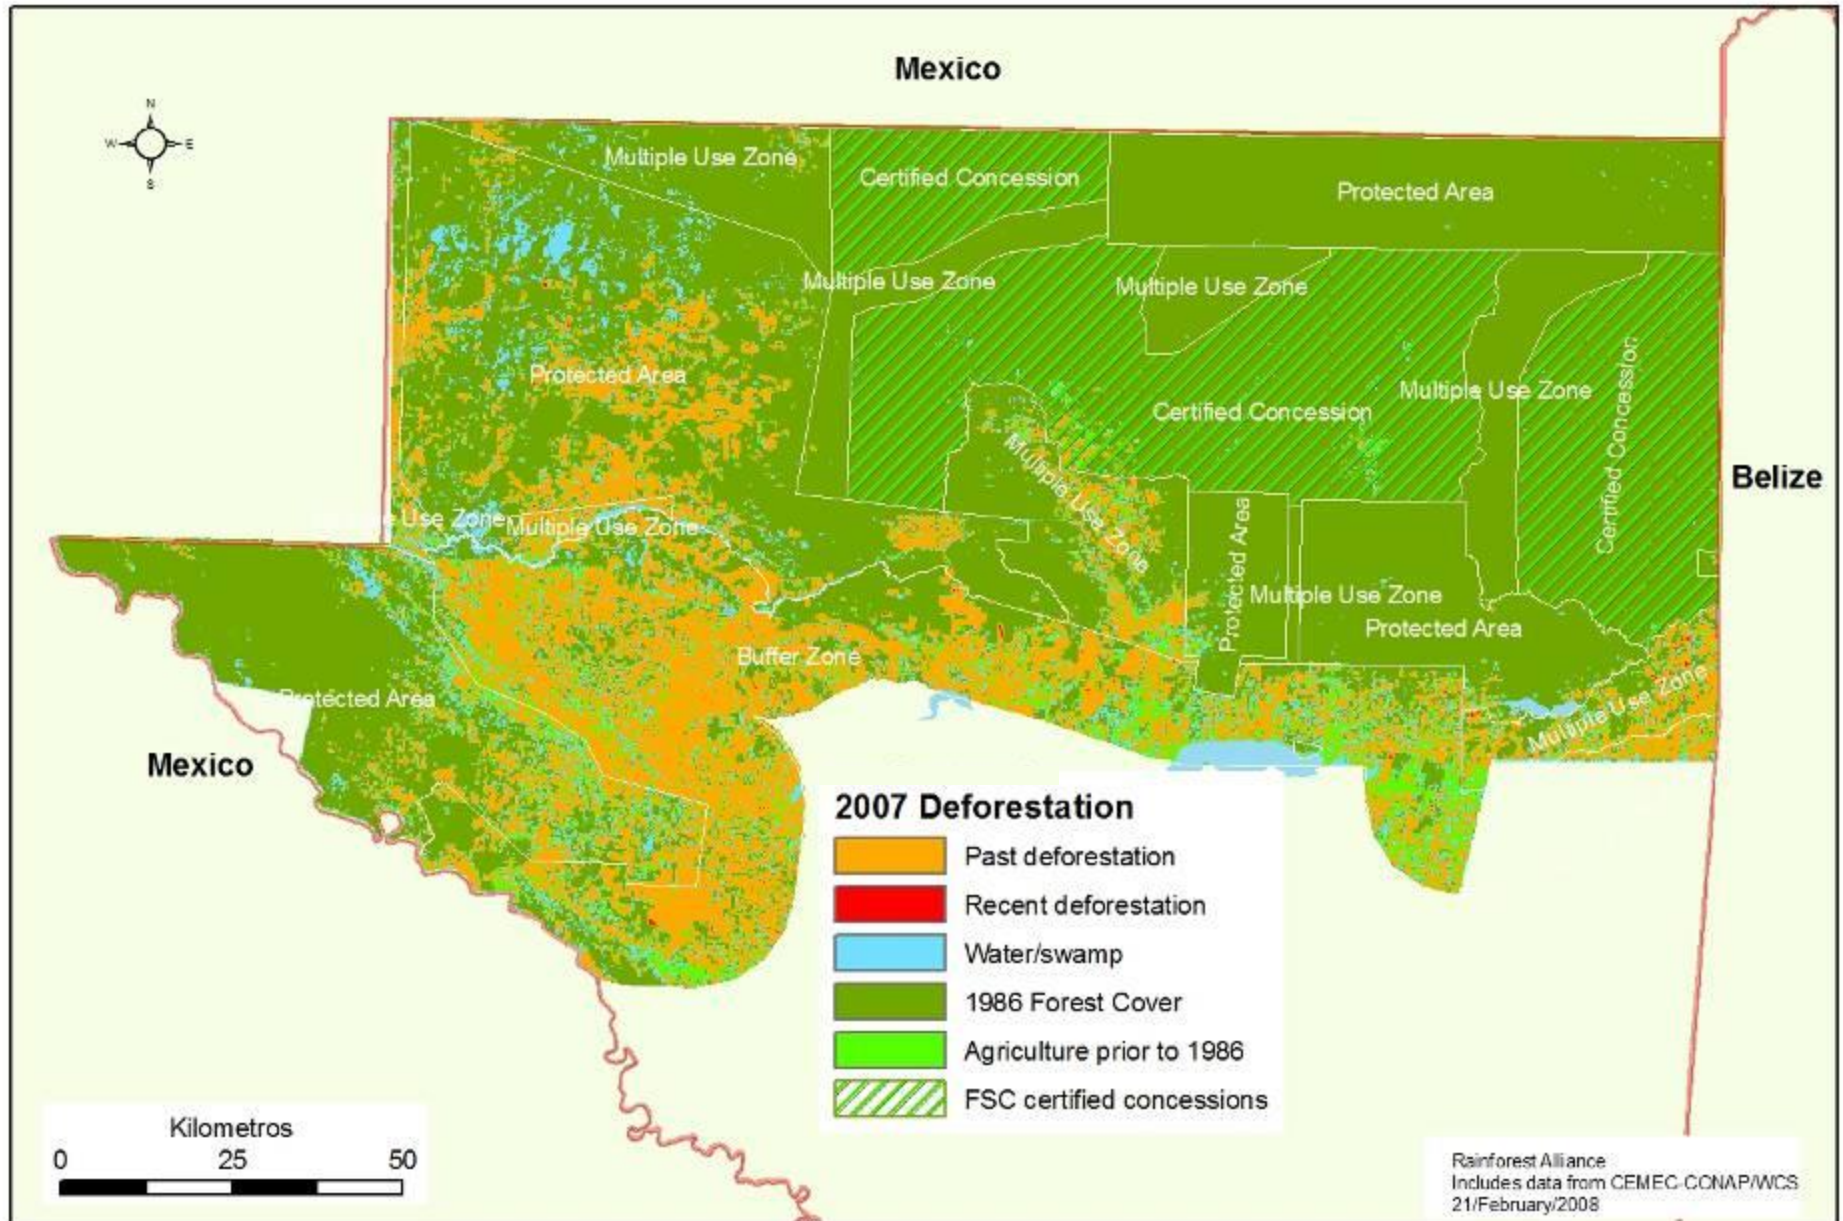 Mexico
N
W E
S
Multiple Use Zone
Certified Concession
Protected Area
Multiple Use Zone
Multiple Use Zone
Protected Area
Multiple Use Zone
Certified Concession
Certified Concession
Multiple Use Zone
Belize
Use Zone
Multiple Use Zone
Protected Area
Multiple Use Zone
Protected Area
Buffer Zone
Protected Area
Multiple Use Zone
Mexico
2007 Deforestation
Past deforestation
Recent deforestation
Water/swamp
1986 Forest Cover
Agriculture prior to 1986
FSC certified concessions
Kilometros
0 25 50
Rainforest Alliance
Includes data from CEMEC-CONAP/WCS
21/February/2008